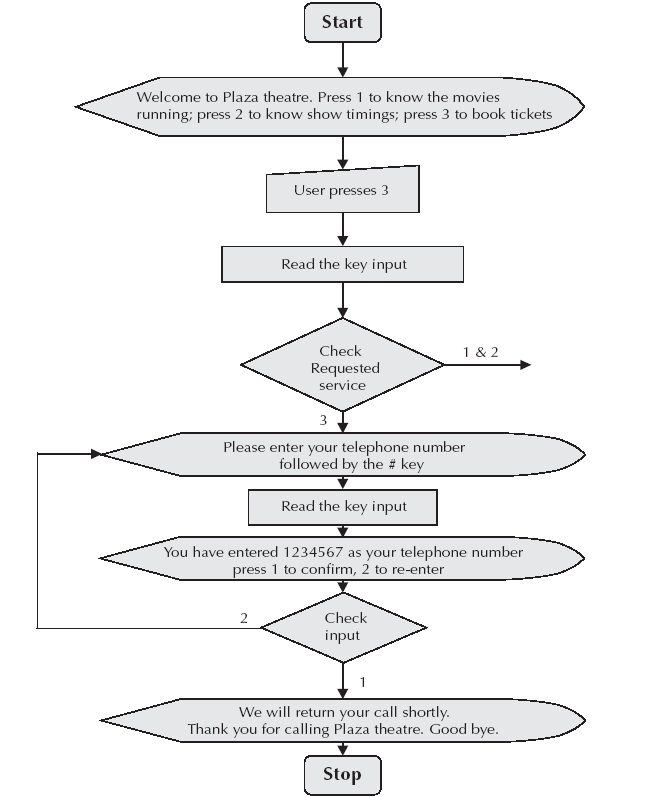 Start
Welcome to Plaza theatre. Press 1 to know the movies
running; press 2 to know show timings; press 3 to book tickets
User presses 3
Read the key input
Check
Requested
service
1 & 2
3
Please enter your telephone number
followed by the # key
Read the key input
You have entered 1234567 as your telephone number
press 1 to confirm, 2 to re-enter
2
Check
input
1
We will return your call shortly.
Thank you for calling Plaza theatre. Good bye.
Stop